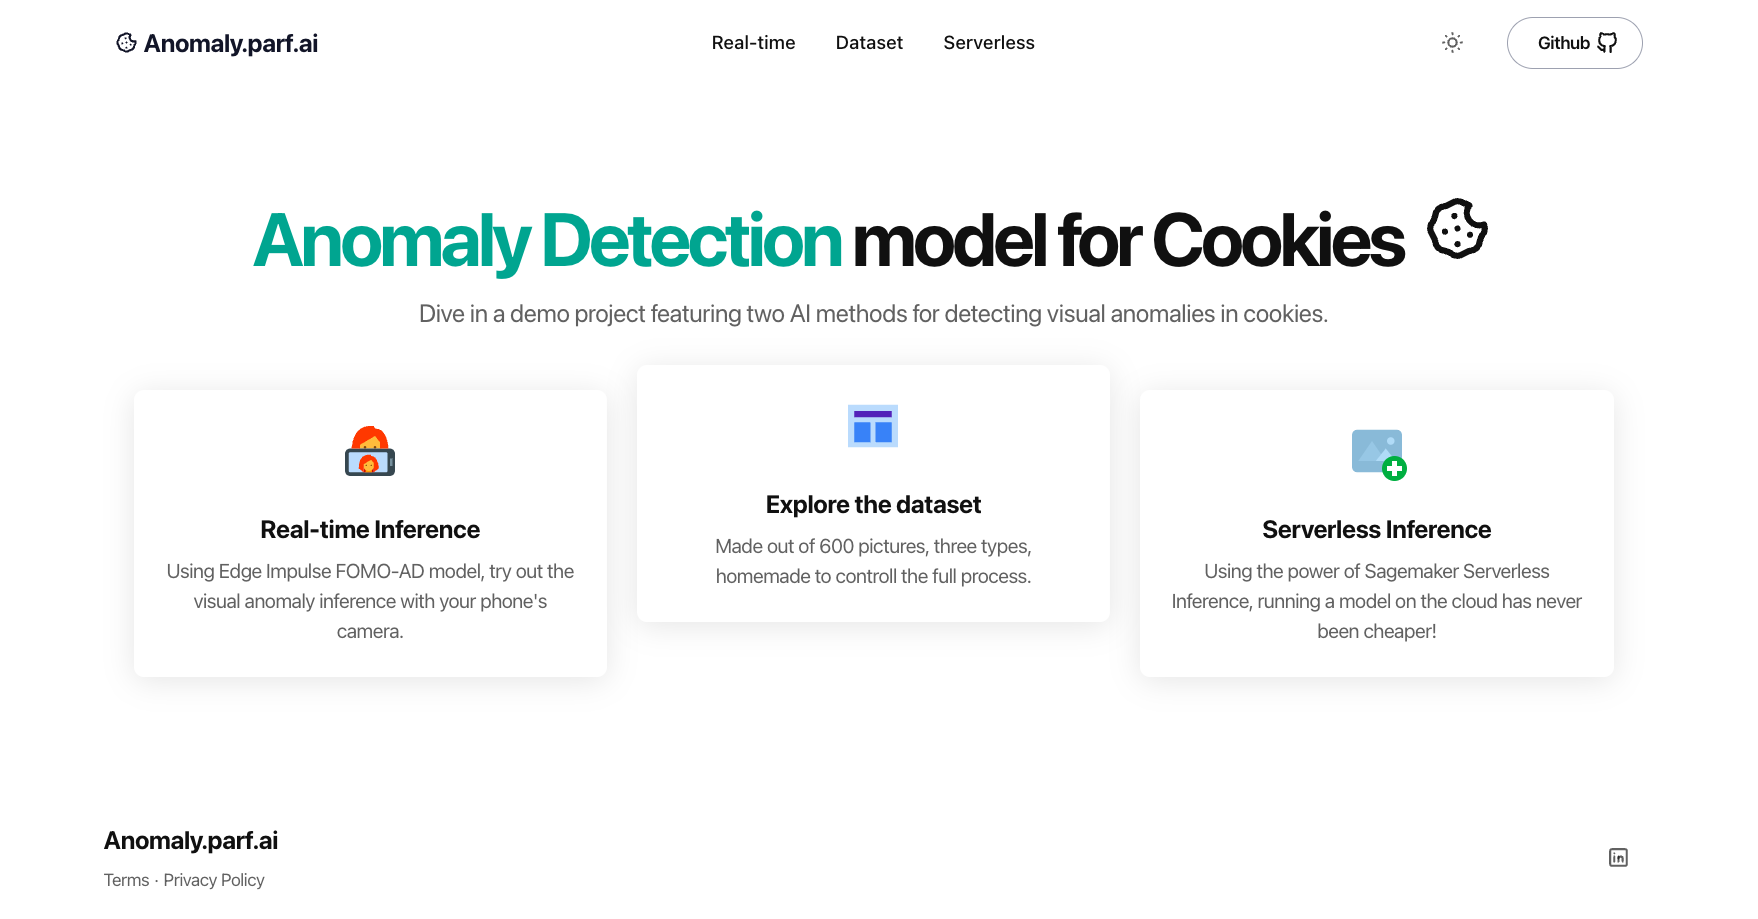 Anomaly.parf.ai
Real-time
Dataset
Serverless
Github
Anomaly Detection model for Cookies
Dive in a demo project featuring two AI methods for detecting visual anomalies in cookies.
Real-time Inference
Using Edge Impulse FOMO-AD model, try out the
visual anomaly inference with your phone's
camera.
Explore the dataset
Made out of 600 pictures, three types,
homemade to controll the full process.
Serverless Inference
Using the power of Sagemaker Serverless
Inference, running a model on the cloud has never
been cheaper!
Anomaly.parf.ai
Terms · Privacy Policy
in